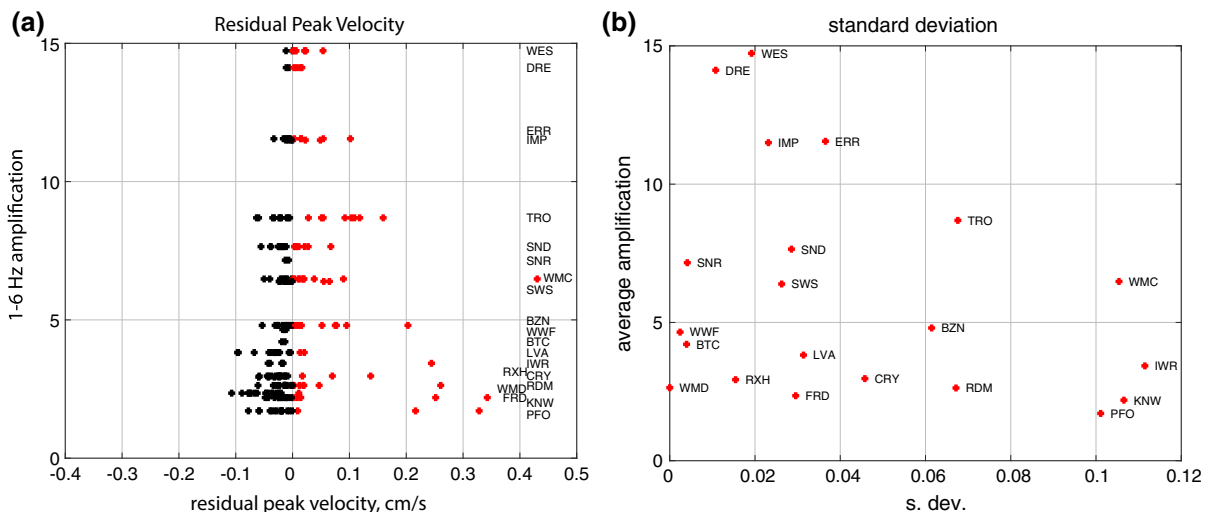 (a)
Residual Peak Velocity
15
10
5
0
1-6 Hz amplification
WES
DRE
ERR
IMP
TRO
SND
SNR
WMC
SWS
BZN
WWF
BTC
LVA
IWR
RXH
CRY
RDM
WMD
FRD
KNW
PFO
-0.4 -0.3 -0.2 -0.1 0 0.1 0.2 0.3 0.4 0.5
residual peak velocity, cm/s
(b)
standard deviation
15
10
5
0
average amplification
WES
DRE
IMP
ERR
TRO
SND
SNR
SWS
WMC
BZN
WWF
BTC
LVA
IWR
WMD
RXH
CRY
FRD
RDM
KNW
PFO
0 0.02 0.04 0.06 0.08 0.1 0.12
s. dev.